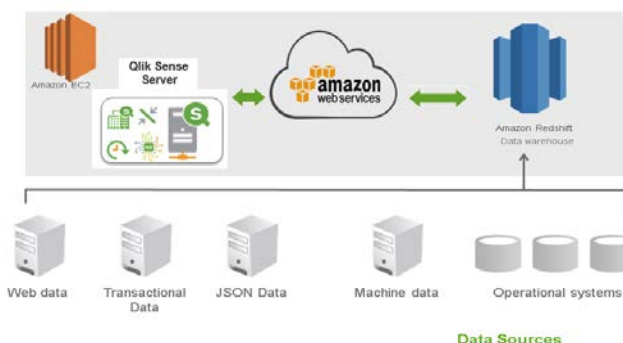 Qlik Sense
Server
Amazon EC2
amazon
webservices
Amazon Redshift
Data warehouse
Web data
Transactional
Data
JSON Data
Machine data
Operational systems
Data Sources